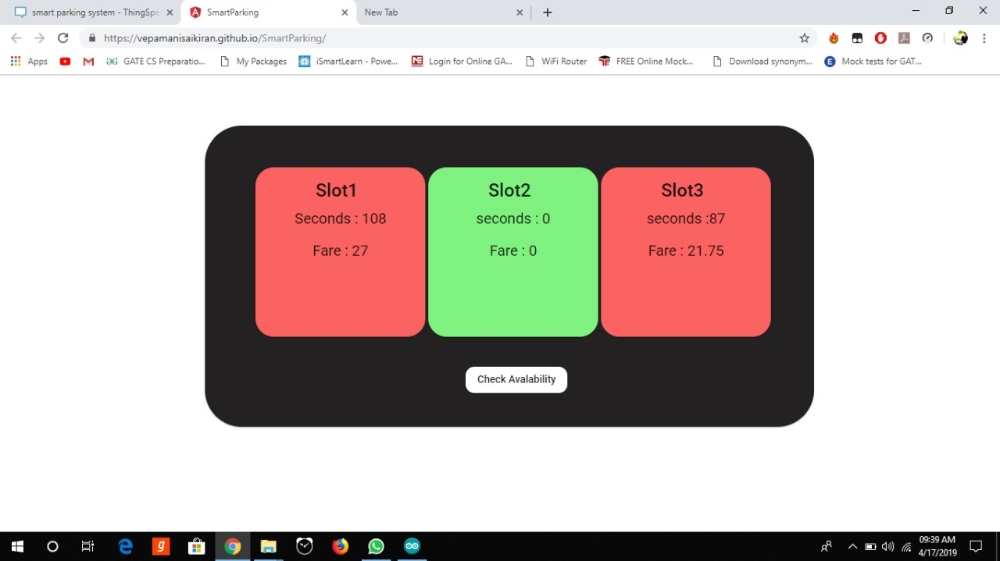 smart parking system - ThingSpe
SmartParking
New Tab
https://vepamanisaikiran.github.io/SmartParking/
Apps
GATE CS Preparatio...
My Packages
iSmartLearn - Powe...
Login for Online GA...
WiFi Router
FREE Online Mock...
Download synonym...
Mock tests for GAT...
Slot1
Seconds : 108
Fare : 27
Slot2
seconds : 0
Fare : 0
Slot3
seconds :87
Fare : 21.75
Check Avalability
09:39 AM
4/17/2019